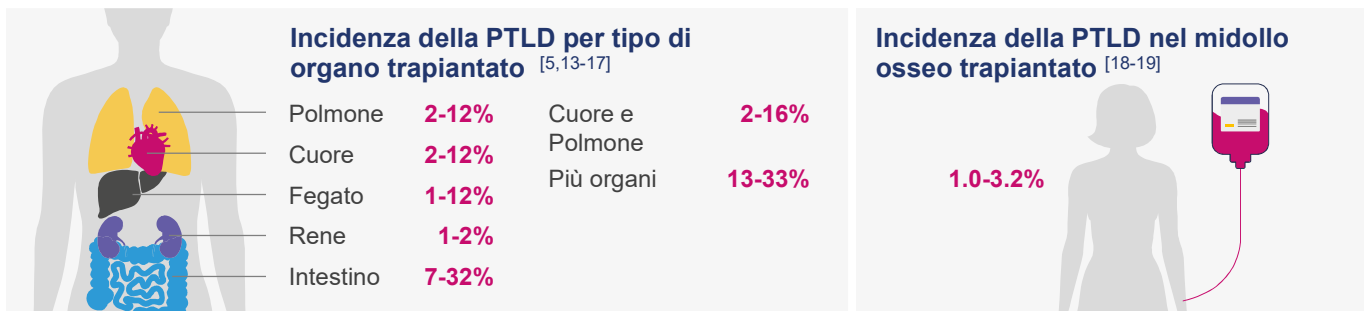 Incidenza della PTLD per tipo di
organo trapiantato [5,13-17]
Polmone 2-12%
Cuore 2-12%
Fegato 1-12%
Rene 1-2%
Intestino 7-32%
Cuore e 2-16%
Polmone
Più organi 13-33%
Incidenza della PTLD nel midollo
osseo trapiantato [18-19]
1.0-3.2%